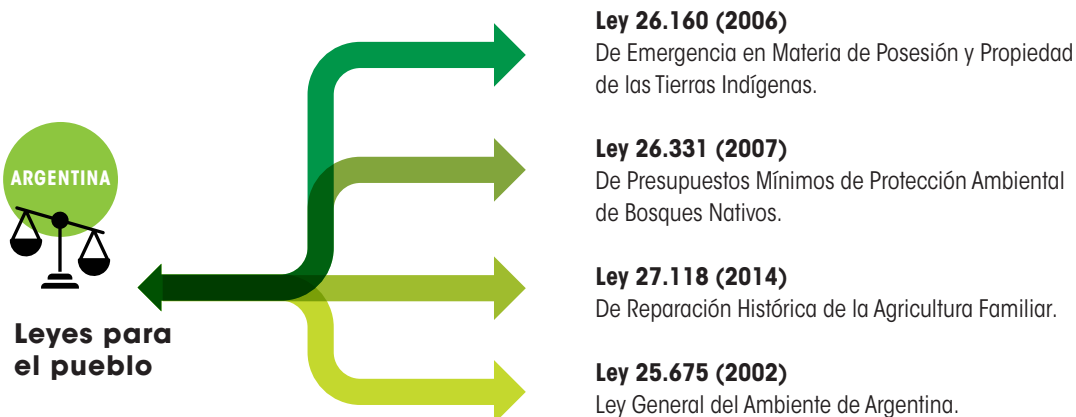 ARGENTINA
Leyes para
el pueblo
Ley 26.160 (2006)
De Emergencia en Materia de Posesión y Propiedad
de las Tierras Indígenas.
Ley 26.331 (2007)
De Presupuestos Mínimos de Protección Ambiental
de Bosques Nativos.
Ley 27.118 (2014)
De Reparación Histórica de la Agricultura Familiar.
Ley 25.675 (2002)
Ley General del Ambiente de Argentina.